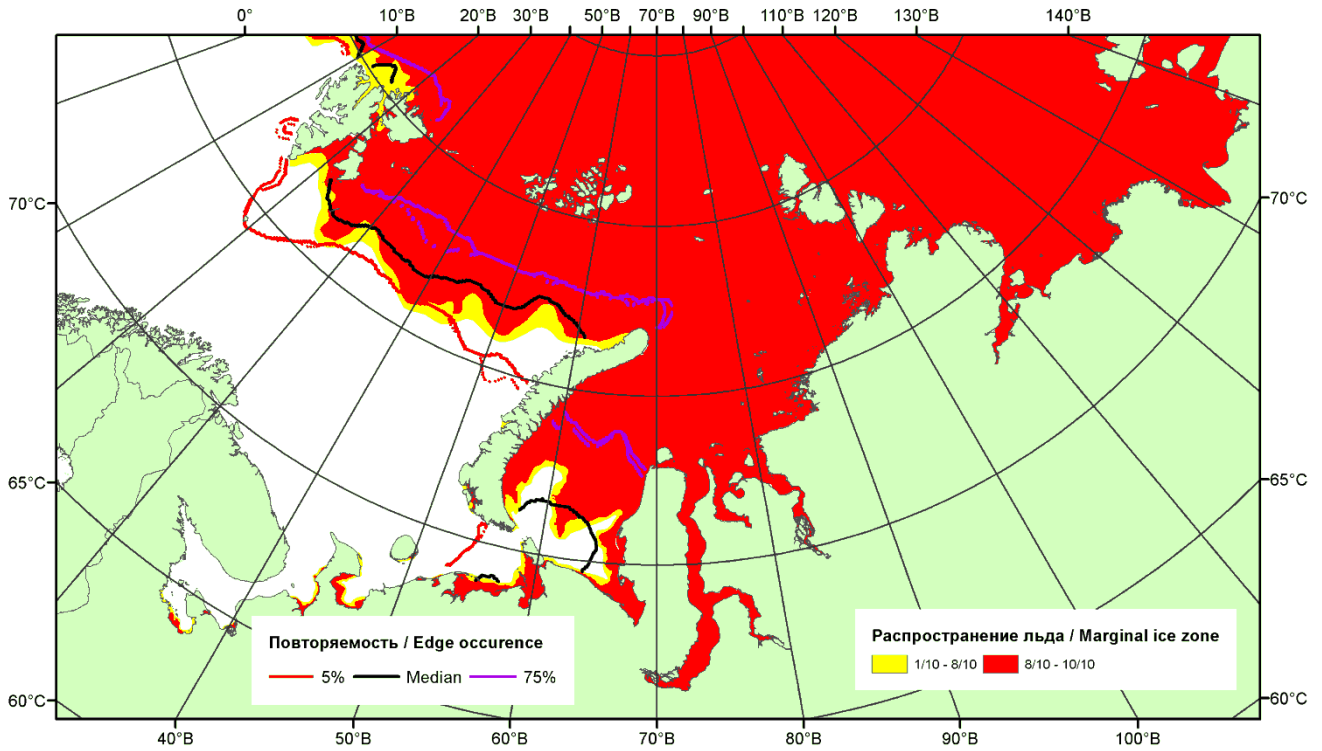 0° 10°В 20°В 30°В 50°В 70°В 90°В 110°В 120°В 130°В 140°В
70°С 70°С
65°С 65°С
60°С 60°С
Повторяемость / Edge occurence
5% Median 75%
Распространение льда / Marginal ice zone
1/10 - 8/10 8/10 - 10/10
40°В 50°В 60°В 70°В 80°В 90°В 100°В